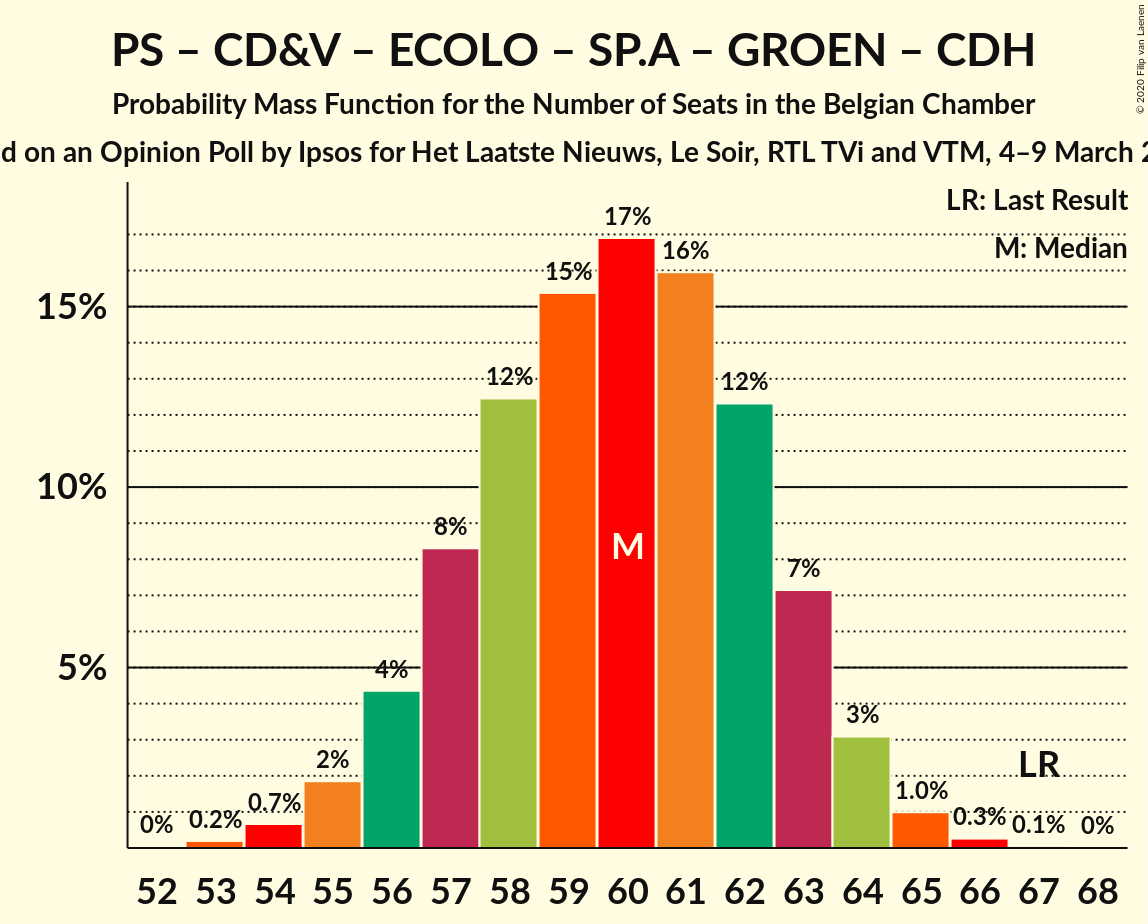 PS – CD&V – ECOLO – SP.A – GROEN – CDH
Probability Mass Function for the Number of Seats in the Belgian Chamber
d on an Opinion Poll by Ipsos for Het Laatste Nieuws, Le Soir, RTL TVi and VTM, 4–9 March 2
© 2020 Filip van Laenen
LR: Last Result
M: Median
15%
10%
5%
0%
0.2%
0.7%
2%
4%
8%
12%
15%
17%
16%
12%
7%
3%
1.0%
0.3%
0.1%
0%
M
LR
52 53 54 55 56 57 58 59 60 61 62 63 64 65 66 67 68